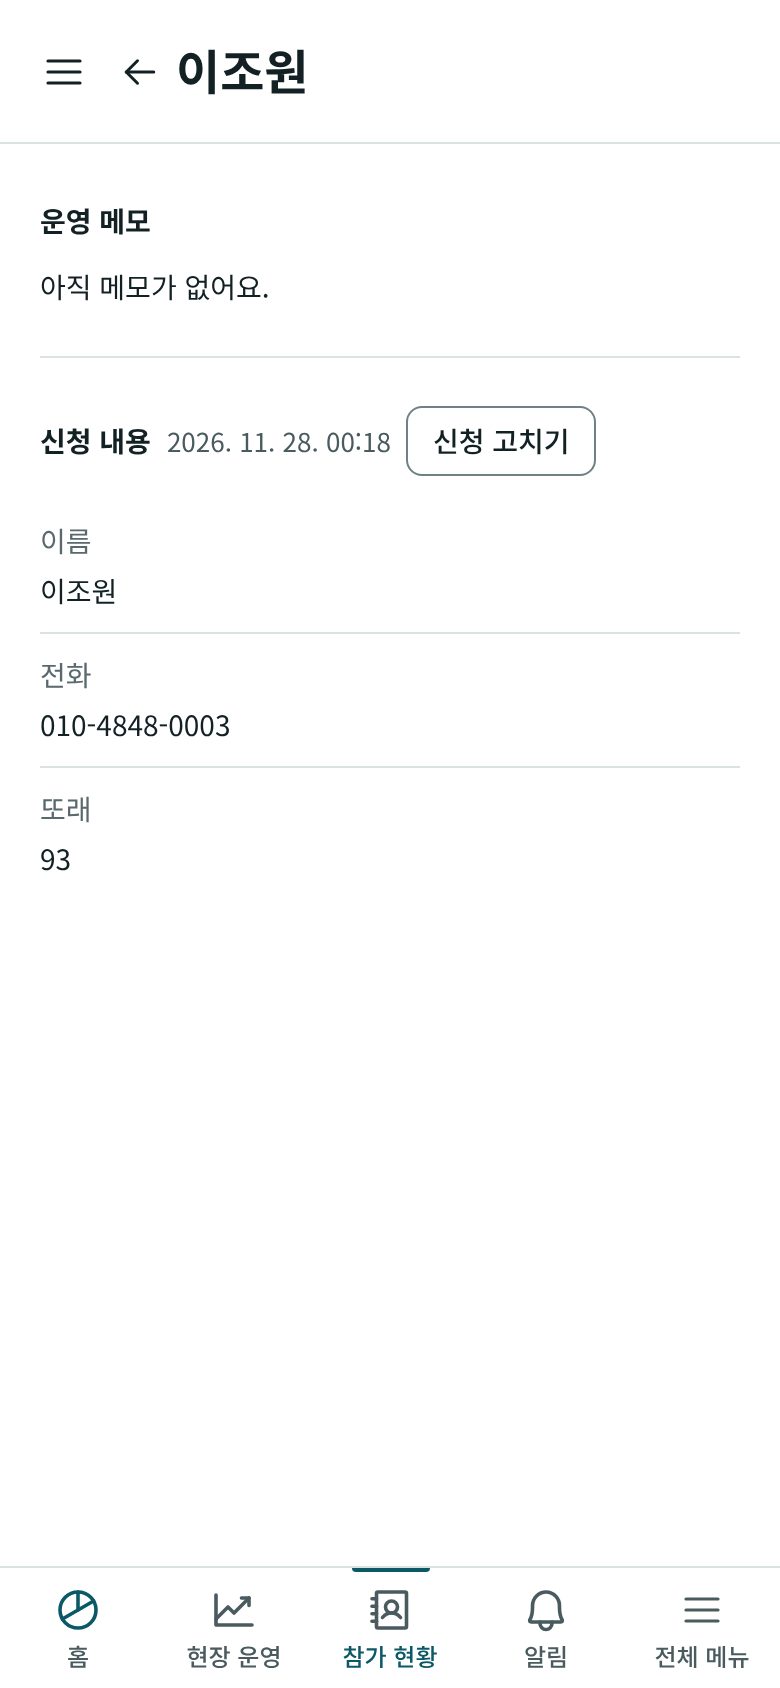 이조원
운영 메모
아직 메모가 없어요.
신청 내용 2026. 11. 28. 00:18 신청 고치기
이름
이조원
전화
010-4848-0003
또래
93
홈 현장 운영 참가 현황 알림 전체 메뉴